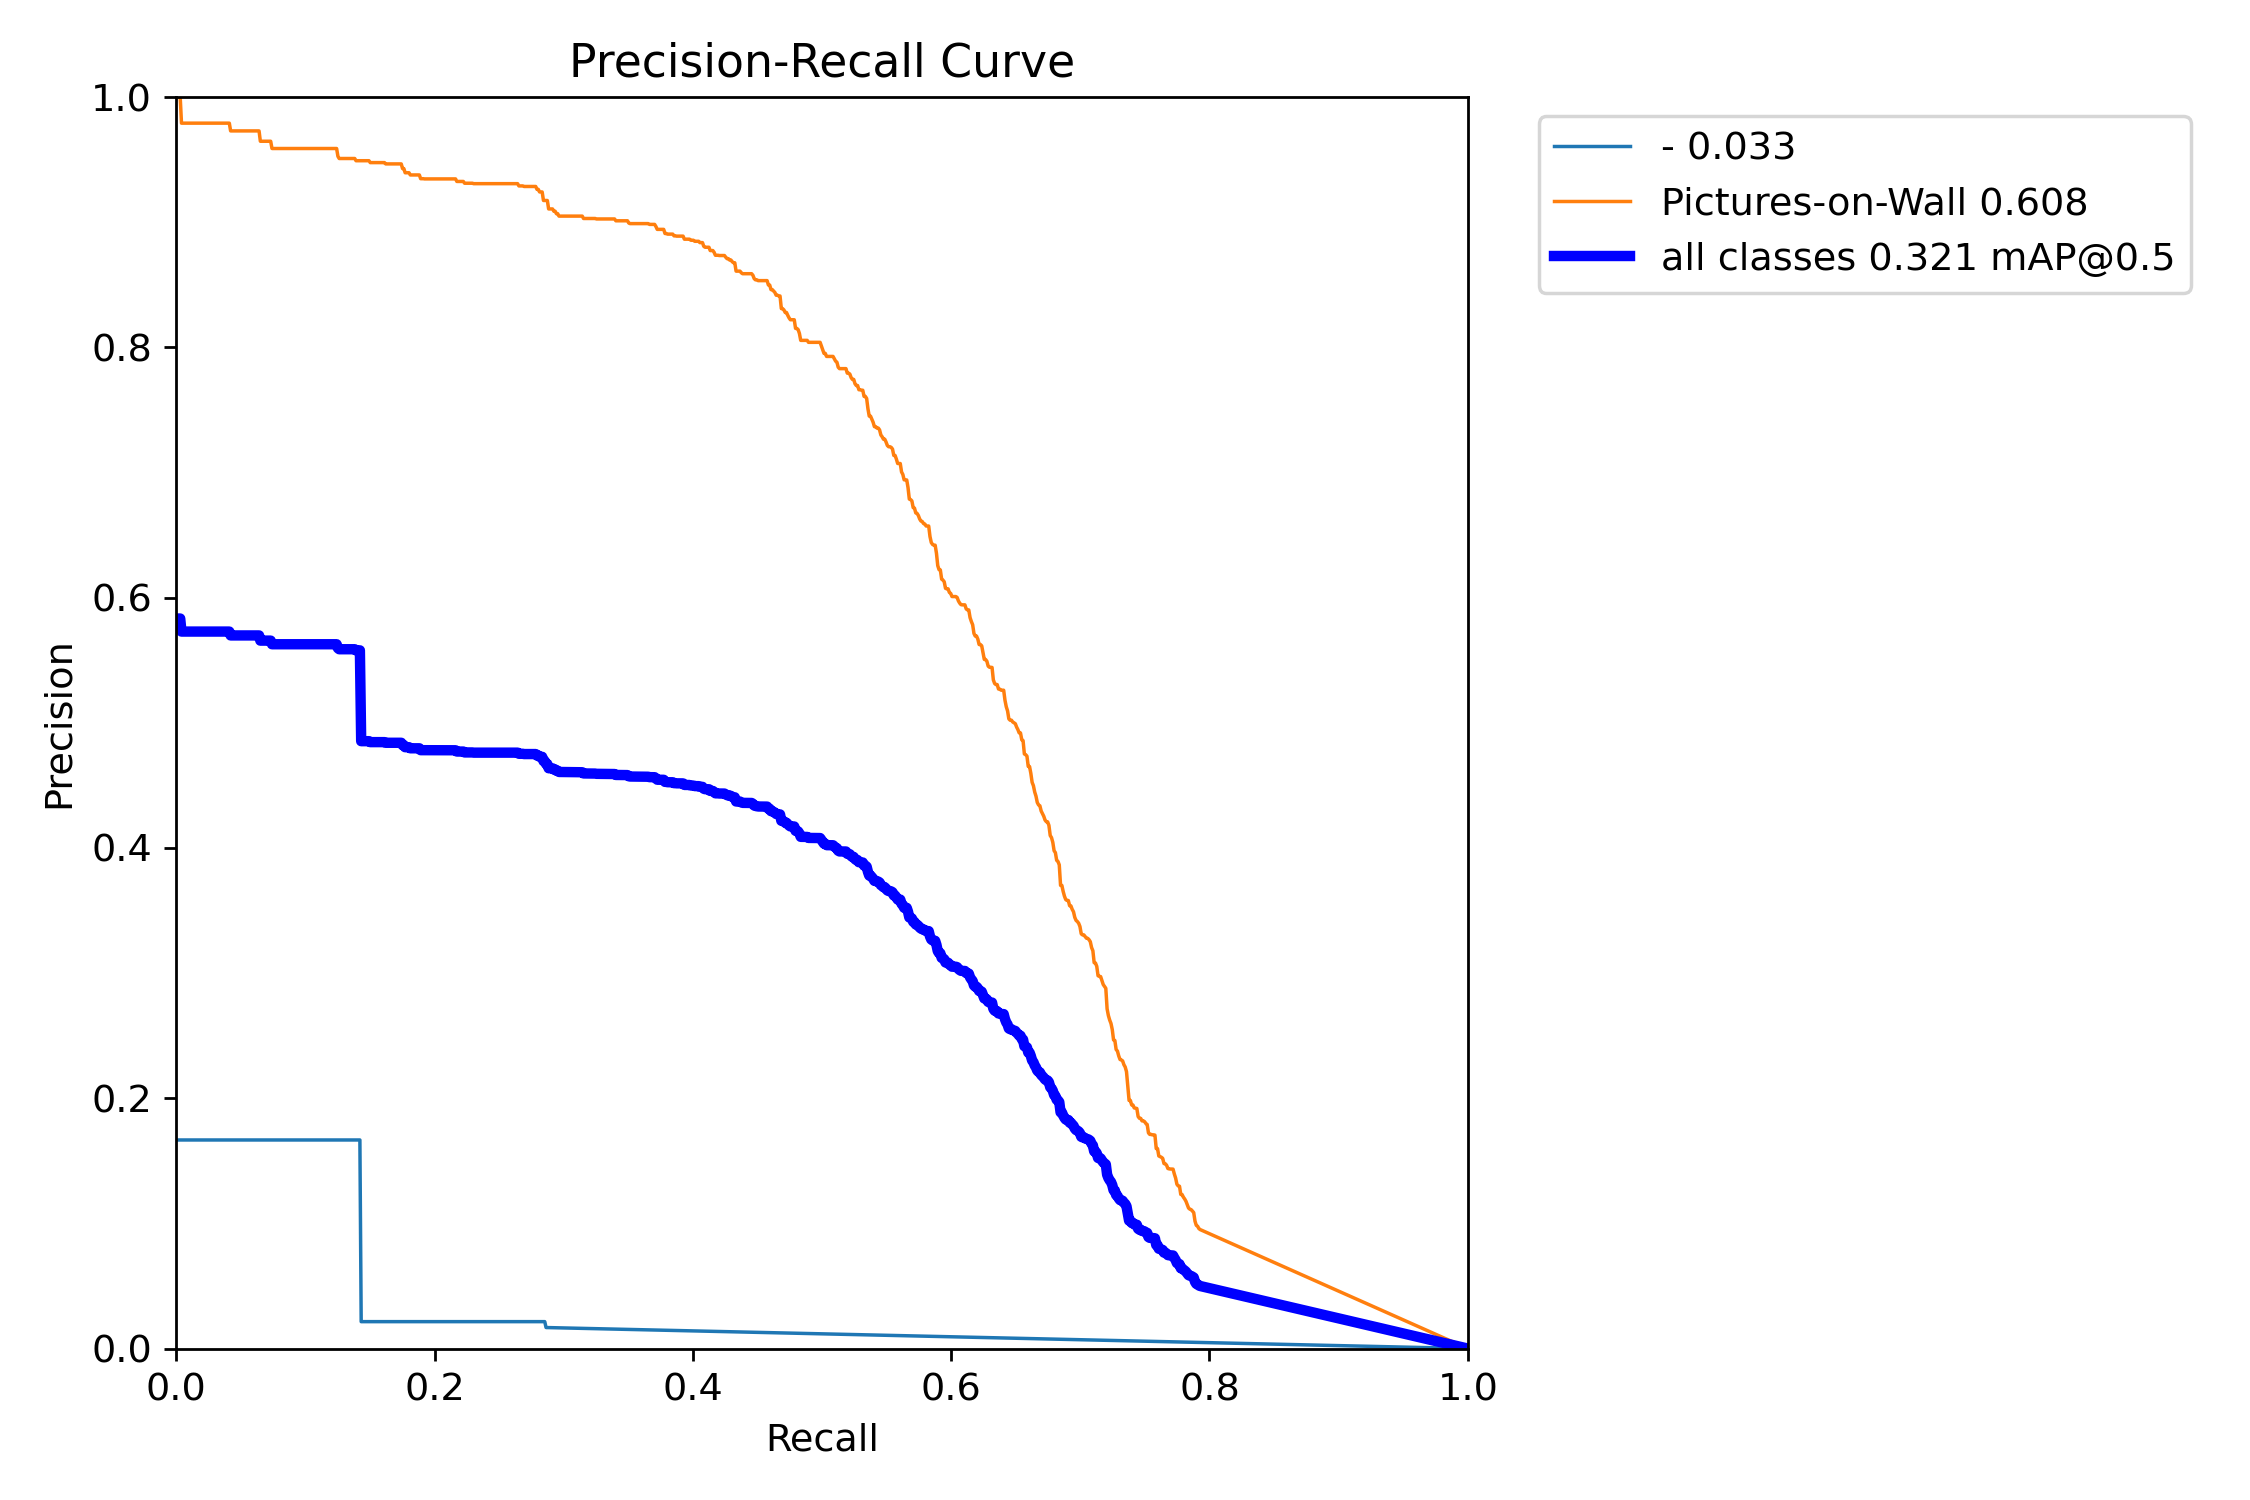 Precision-Recall Curve
1.0
0.8
0.6
0.4
0.2
0.0
Precision
0.0 0.2 0.4 0.6 0.8 1.0
Recall
- 0.033
Pictures-on-Wall 0.608
all classes 0.321 mAP@0.5